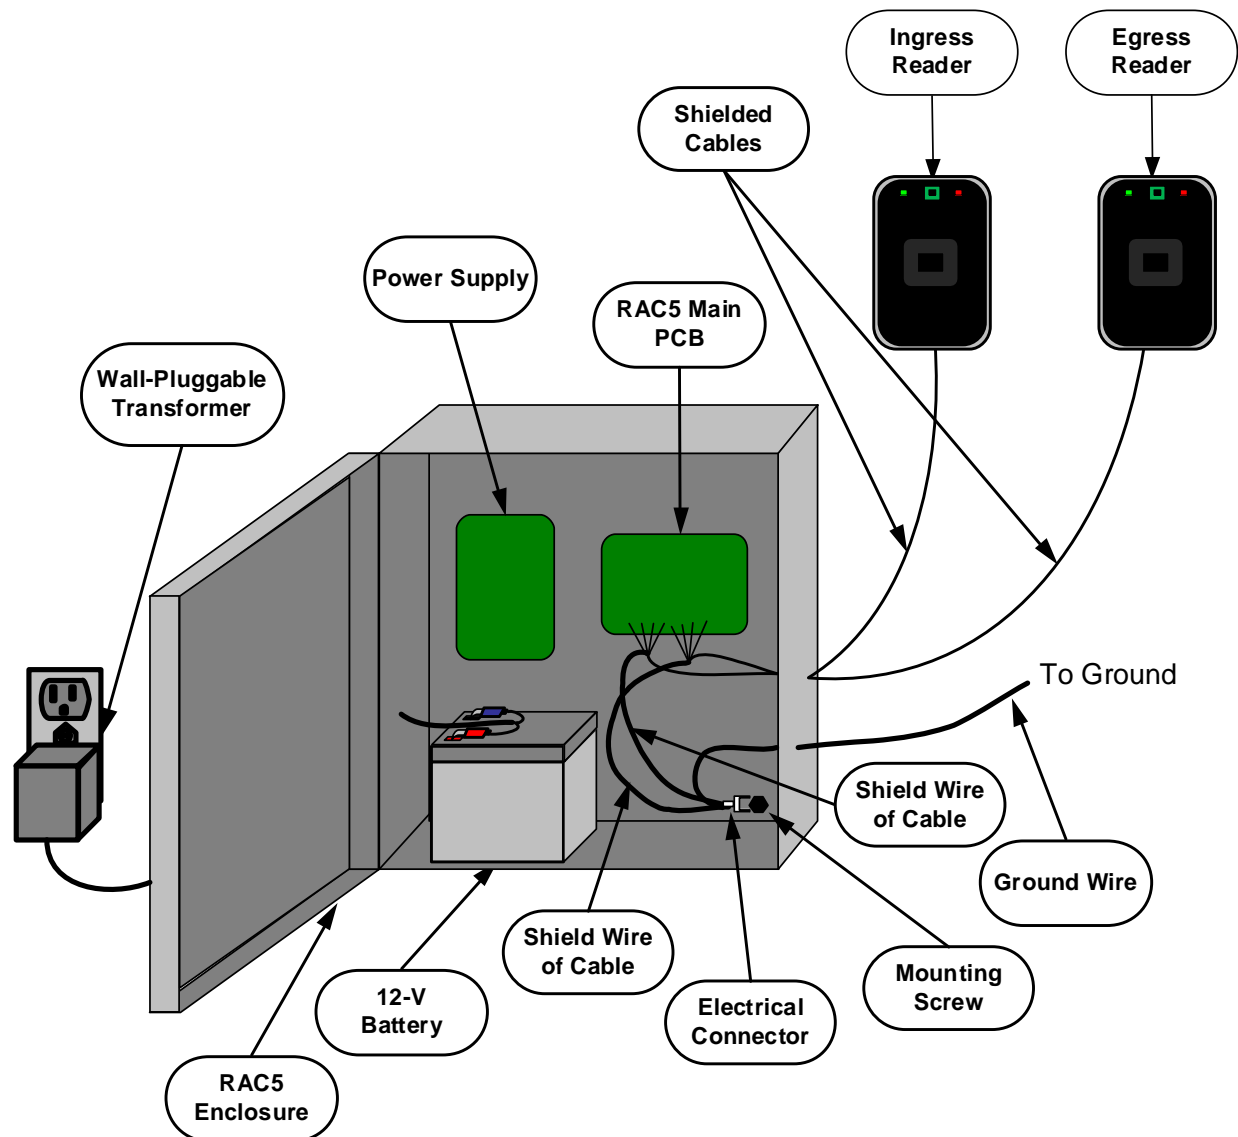 Ingress
Reader
Egress
Reader
Shielded
Cables
Power Supply
RAC5 Main
PCB
Wall-Pluggable
Transformer
To Ground
Shield Wire
of Cable
Ground Wire
Shield Wire
of Cable
Mounting
Screw
12-V
Battery
Electrical
Connector
RAC5
Enclosure